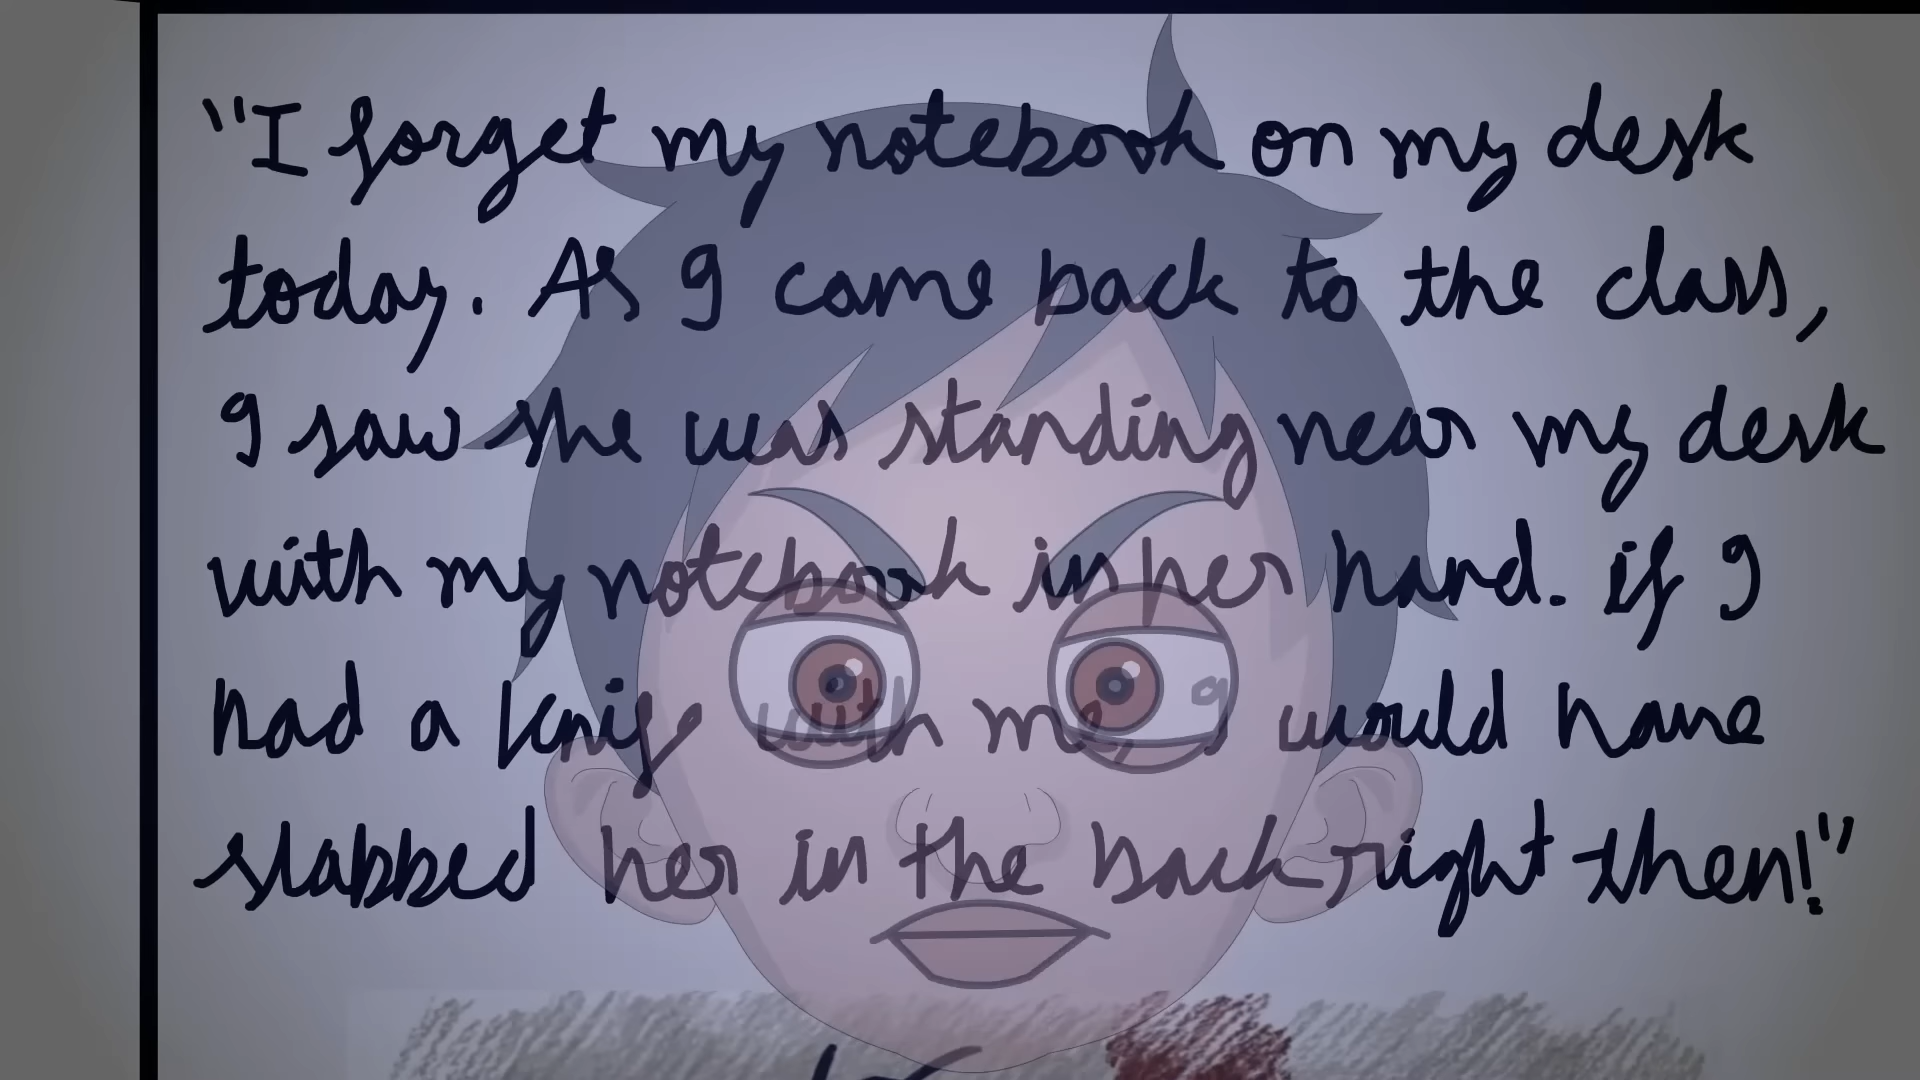 "I forget my notebook on my desk
today. As I came back to the class,
I saw she was standing near my desk
with my notebook in her hand. if I
had a knife with me, I would have
stabbed her in the back right then!"